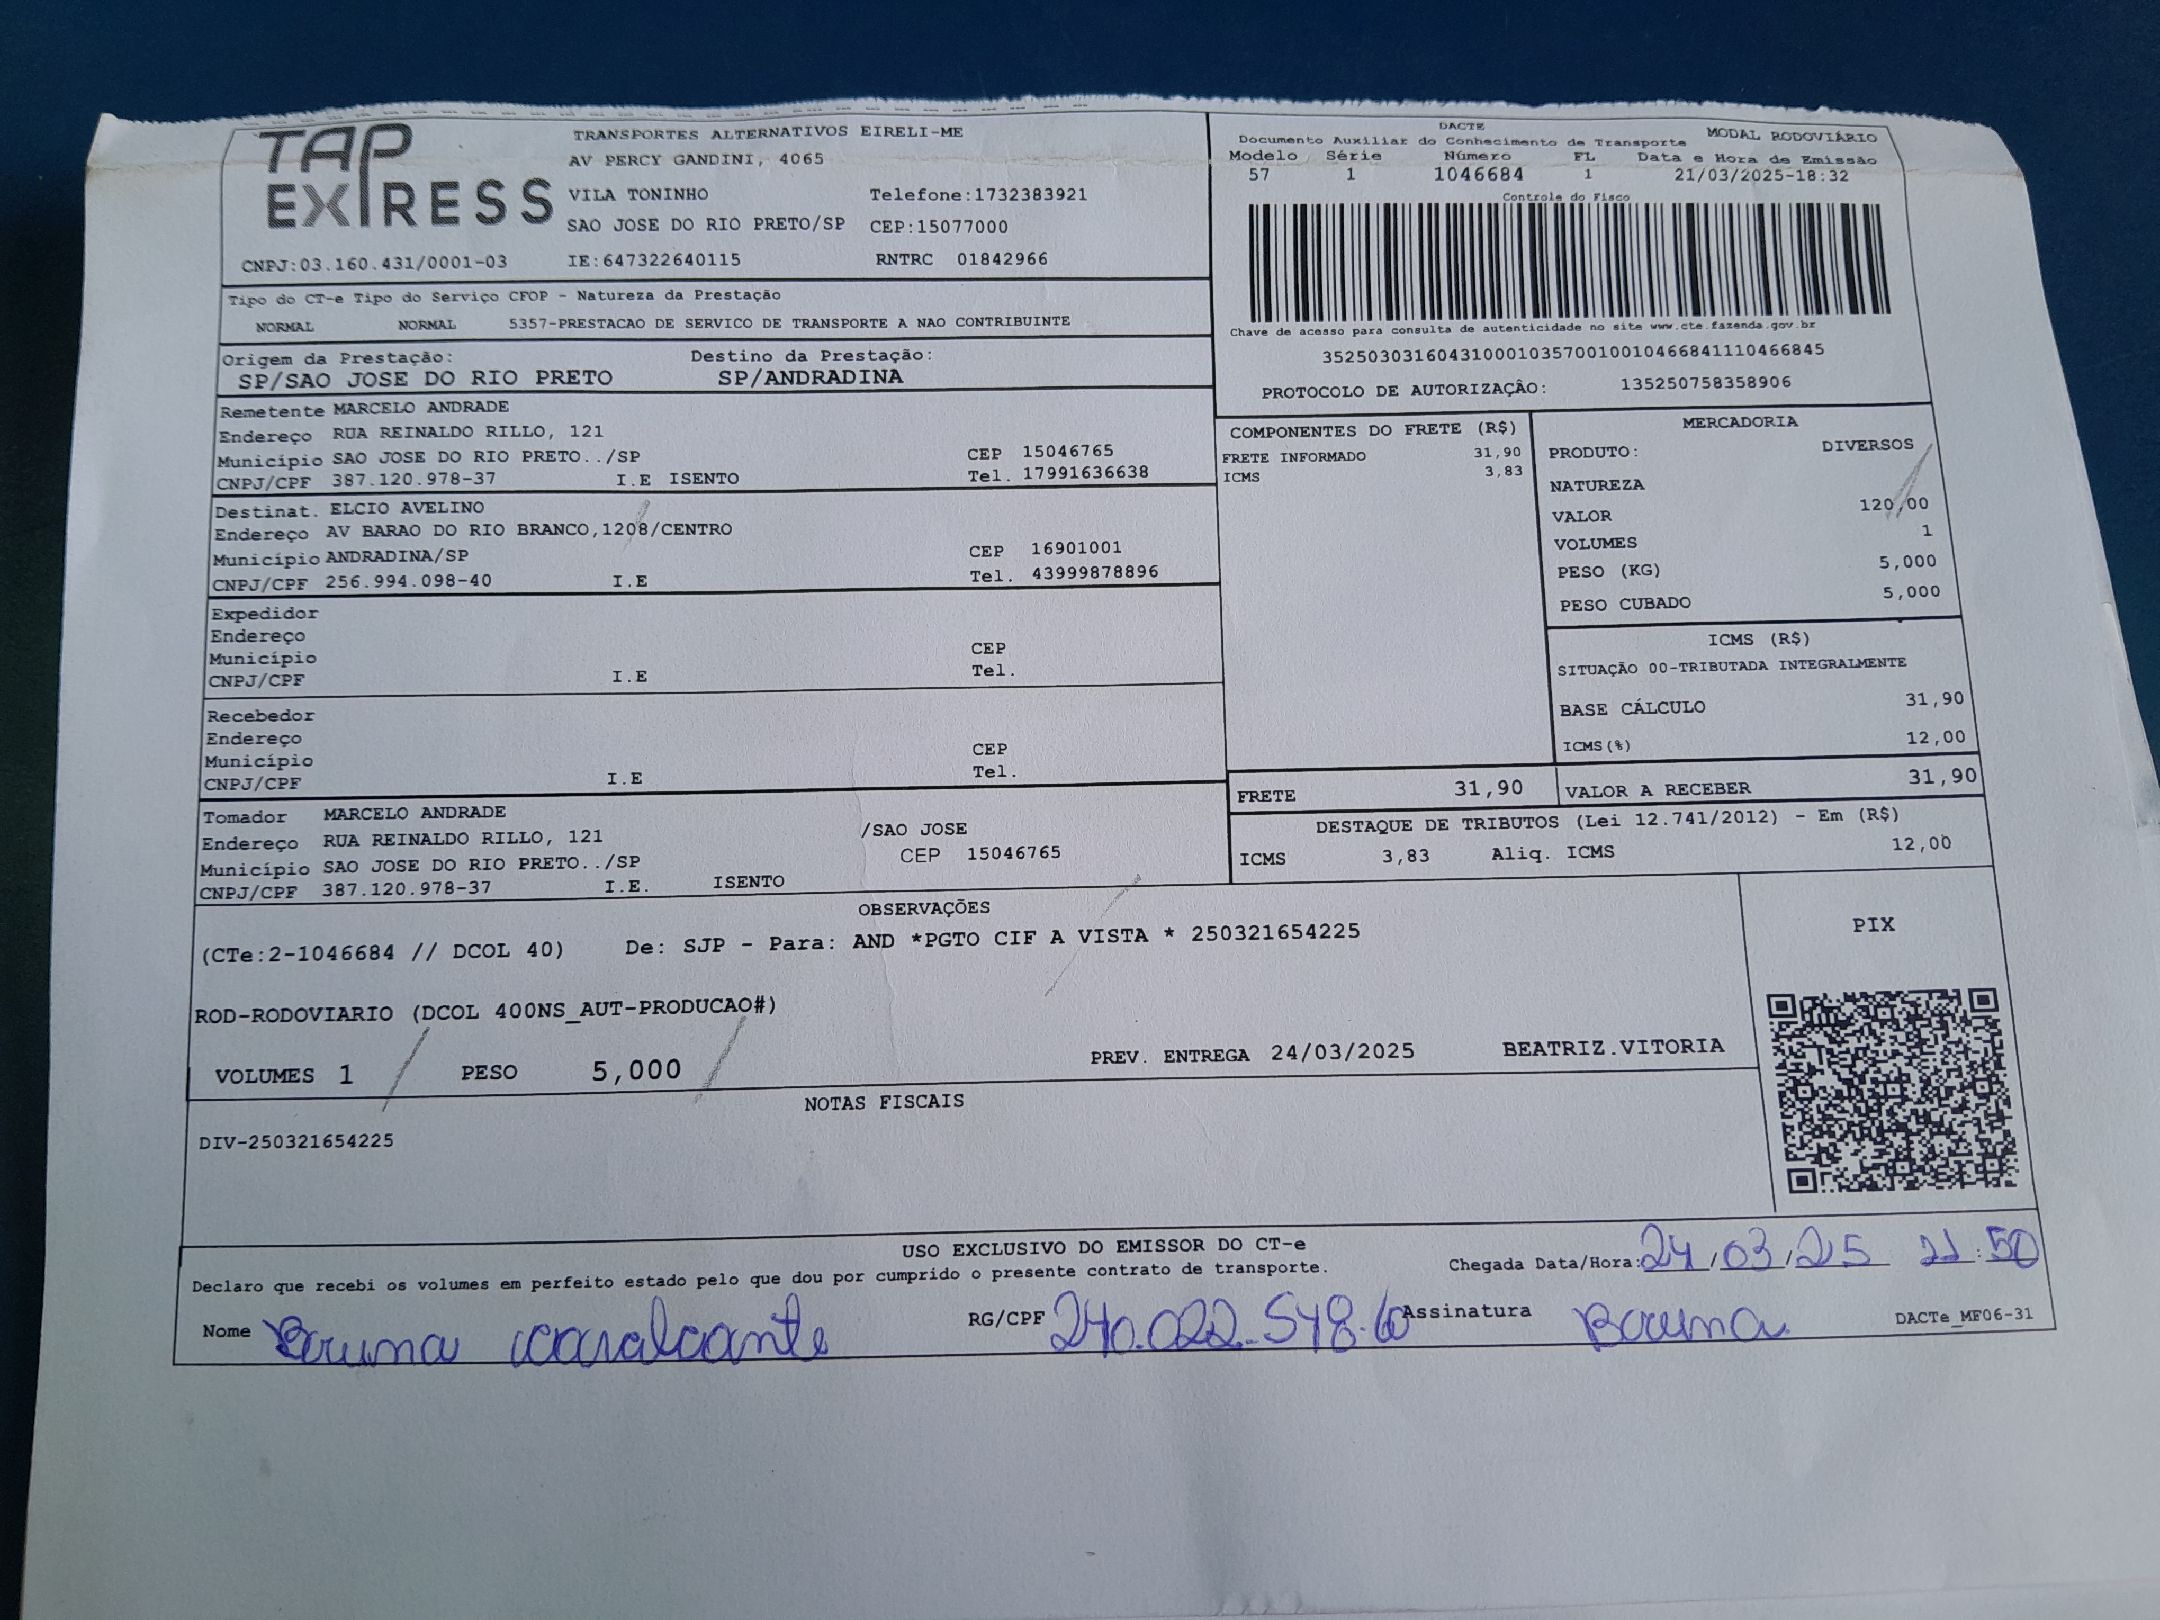 TAP EXPRESS
TRANSPORTES ALTERNATIVOS EIRELI-ME
AV PERCY GANDINI, 4065
VILA TONINHO Telefone:1732383921
SAO JOSE DO RIO PRETO/SP CEP:15077000
CNPJ:03.160.431/0001-03 IE:647322640115 RNTRC 01842966
DACTE
Documento Auxiliar do Conhecimento de Transporte MODAL RODOVIÁRIO
Modelo Série Número FL Data e Hora de Emissão
57 1 1046684 1 21/03/2025-18:32
Controle do Fisco
Chave de acesso para consulta de autenticidade no site www.cte.fazenda.gov.br
35250303160431000103570010010466841110466845
PROTOCOLO DE AUTORIZAÇÃO: 135250758358906
Tipo do CT-e Tipo do Serviço CFOP - Natureza da Prestação
NORMAL NORMAL 5357-PRESTACAO DE SERVICO DE TRANSPORTE A NAO CONTRIBUINTE
Origem da Prestação: Destino da Prestação:
SP/SAO JOSE DO RIO PRETO SP/ANDRADINA
Remetente MARCELO ANDRADE
Endereço RUA REINALDO RILLO, 121
Município SAO JOSE DO RIO PRETO../SP CEP 15046765
CNPJ/CPF 387.120.978-37 I.E ISENTO Tel. 17991636638
Destinat. ELCIO AVELINO
Endereço AV BARAO DO RIO BRANCO,1208/CENTRO
Município ANDRADINA/SP CEP 16901001
CNPJ/CPF 256.994.098-40 I.E Tel. 43999878896
Expedidor
Endereço
Município CEP
CNPJ/CPF I.E Tel.
Recebedor
Endereço
Município CEP
CNPJ/CPF I.E Tel.
Tomador MARCELO ANDRADE
Endereço RUA REINALDO RILLO, 121 /SAO JOSE
Município SAO JOSE DO RIO PRETO../SP CEP 15046765
CNPJ/CPF 387.120.978-37 I.E. ISENTO
COMPONENTES DO FRETE (R$)
FRETE INFORMADO 31,90
ICMS 3,83
MERCADORIA
PRODUTO: DIVERSOS
NATUREZA
VALOR 120,00
VOLUMES 1
PESO (KG) 5,000
PESO CUBADO 5,000
ICMS (R$)
SITUAÇÃO 00-TRIBUTADA INTEGRALMENTE
BASE CÁLCULO 31,90
ICMS(%) 12,00
FRETE 31,90 VALOR A RECEBER 31,90
DESTAQUE DE TRIBUTOS (Lei 12.741/2012) - Em (R$)
ICMS 3,83 Aliq. ICMS 12,00
OBSERVAÇÕES
(CTe:2-1046684 // DCOL 40) De: SJP - Para: AND *PGTO CIF A VISTA * 250321654225
ROD-RODOVIARIO (DCOL 400NS_AUT-PRODUCAO#)
VOLUMES 1 PESO 5,000 PREV. ENTREGA 24/03/2025 BEATRIZ.VITORIA
PIX
NOTAS FISCAIS
DIV-250321654225
USO EXCLUSIVO DO EMISSOR DO CT-e
Declaro que recebi os volumes em perfeito estado pelo que dou por cumprido o presente contrato de transporte.
Chegada Data/Hora: 24/03/25 :50
Nome Bruna Cavalcante RG/CPF 240.022.548.60 Assinatura Bruna
DACTe_MF06-31